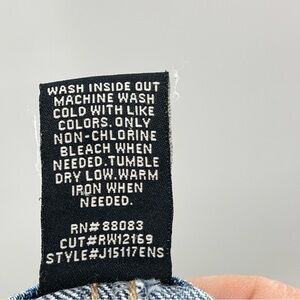 WASH INSIDE OUT
MACHINE WASH
COLD WITH LIKE
COLORS. ONLY
NON-CHLORINE
BLEACH WHEN
NEEDED. TUMBLE
DRY LOW. WARM
IRON WHEN
NEEDED.
RN# 88083
CUT#RW12169
STYLE#J15117ENS